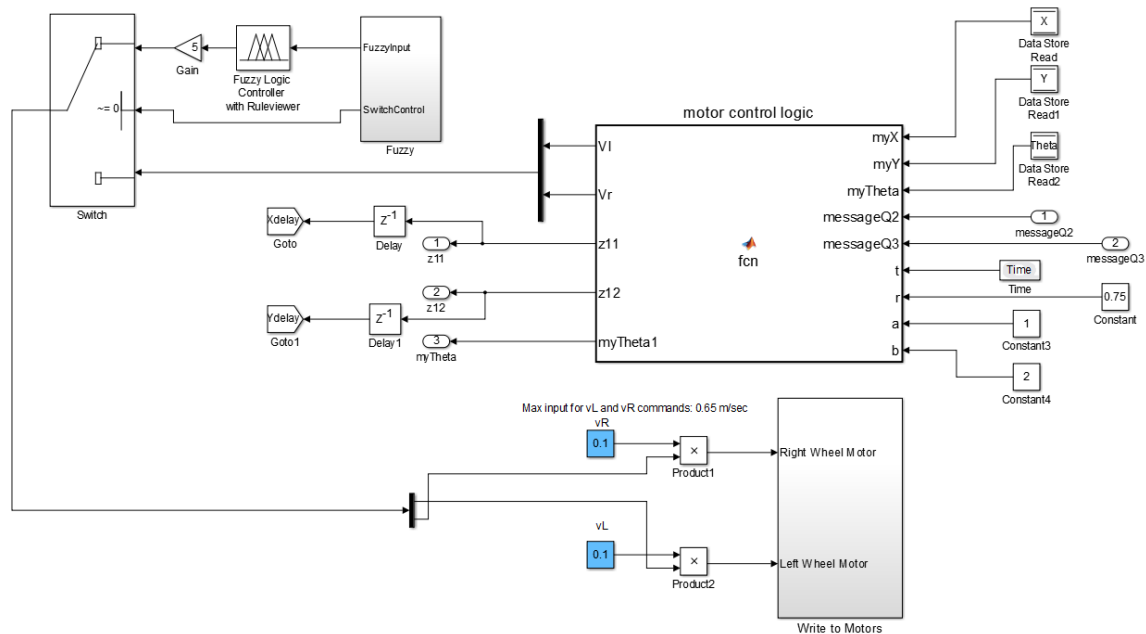 5
Gain
Fuzzy Logic
Controller
with Ruleviewer
FuzzyInput
SwitchControl
Fuzzy
~= 0
Switch
X
Data Store
Read
Y
Data Store
Read1
Theta
Data Store
Read2
motor control logic
Vl
Vr
z11
z12
myTheta1
fcn
myX
myY
myTheta
messageQ2
messageQ3
t
r
a
b
1
messageQ2
2
messageQ3
Time
Time
0.75
Constant
1
Constant3
2
Constant4
Xdelay
Goto
Z-1
Delay
1
z11
2
z12
Ydelay
Goto1
Z-1
Delay1
3
myTheta
Max input for vL and vR commands: 0.65 m/sec
vR
0.1
×
Product1
Right Wheel Motor
vL
0.1
×
Product2
Left Wheel Motor
Write to Motors